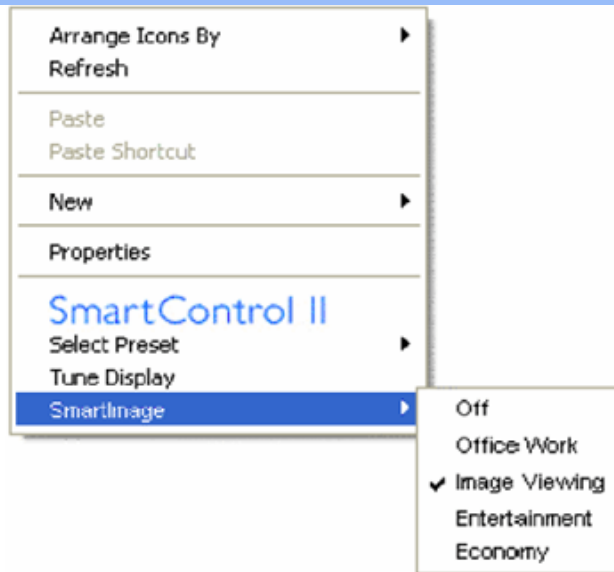 Arrange Icons By
Refresh
Paste
Paste Shortcut
New
Properties
SmartControl II
Select Preset
Tune Display
SmartImage
Off
Office Work
Image Viewing
Entertainment
Economy